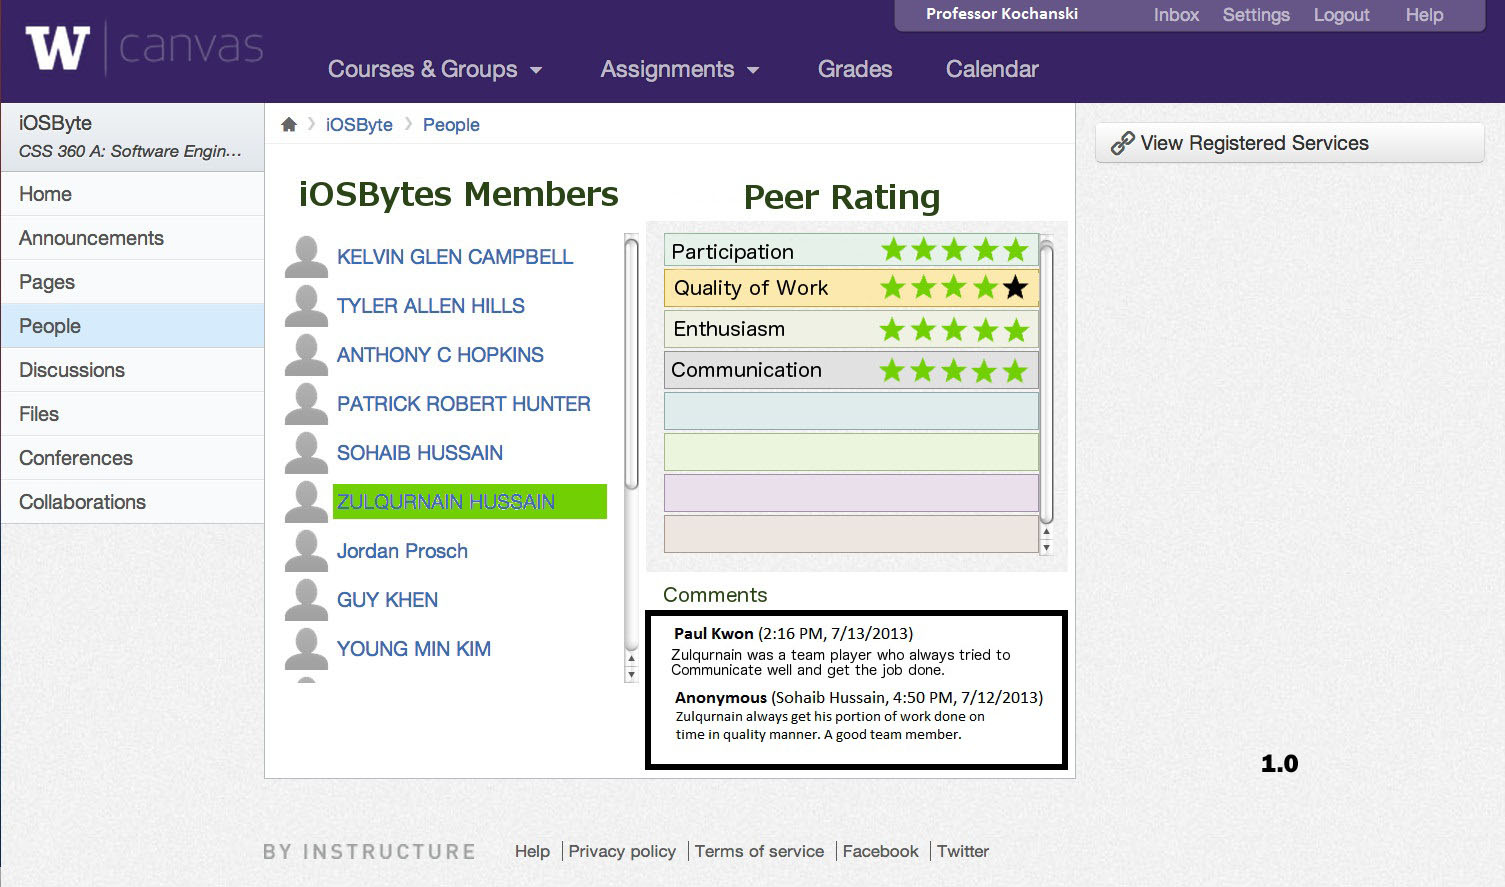 Professor Kochanski Inbox Settings Logout Help
W canvas
Courses & Groups Assignments Grades Calendar
iOSByte
CSS 360 A: Software Engin...
Home
Announcements
Pages
People
Discussions
Files
Conferences
Collaborations
iOSByte People
iOSBytes Members
KELVIN GLEN CAMPBELL
TYLER ALLEN HILLS
ANTHONY C HOPKINS
PATRICK ROBERT HUNTER
SOHAIB HUSSAIN
ZULQURNAIN HUSSAIN
Jordan Prosch
GUY KHEN
YOUNG MIN KIM
Peer Rating
Participation
Quality of Work
Enthusiasm
Communication
Comments
Paul Kwon (2:16 PM, 7/13/2013)
Zulqurnain was a team player who always tried to
Communicate well and get the job done.
Anonymous (Sohaib Hussain, 4:50 PM, 7/12/2013)
Zulqurnain always get his portion of work done on
time in quality manner. A good team member.
View Registered Services
1.0
BY INSTRUCTURE Help Privacy policy Terms of service Facebook Twitter